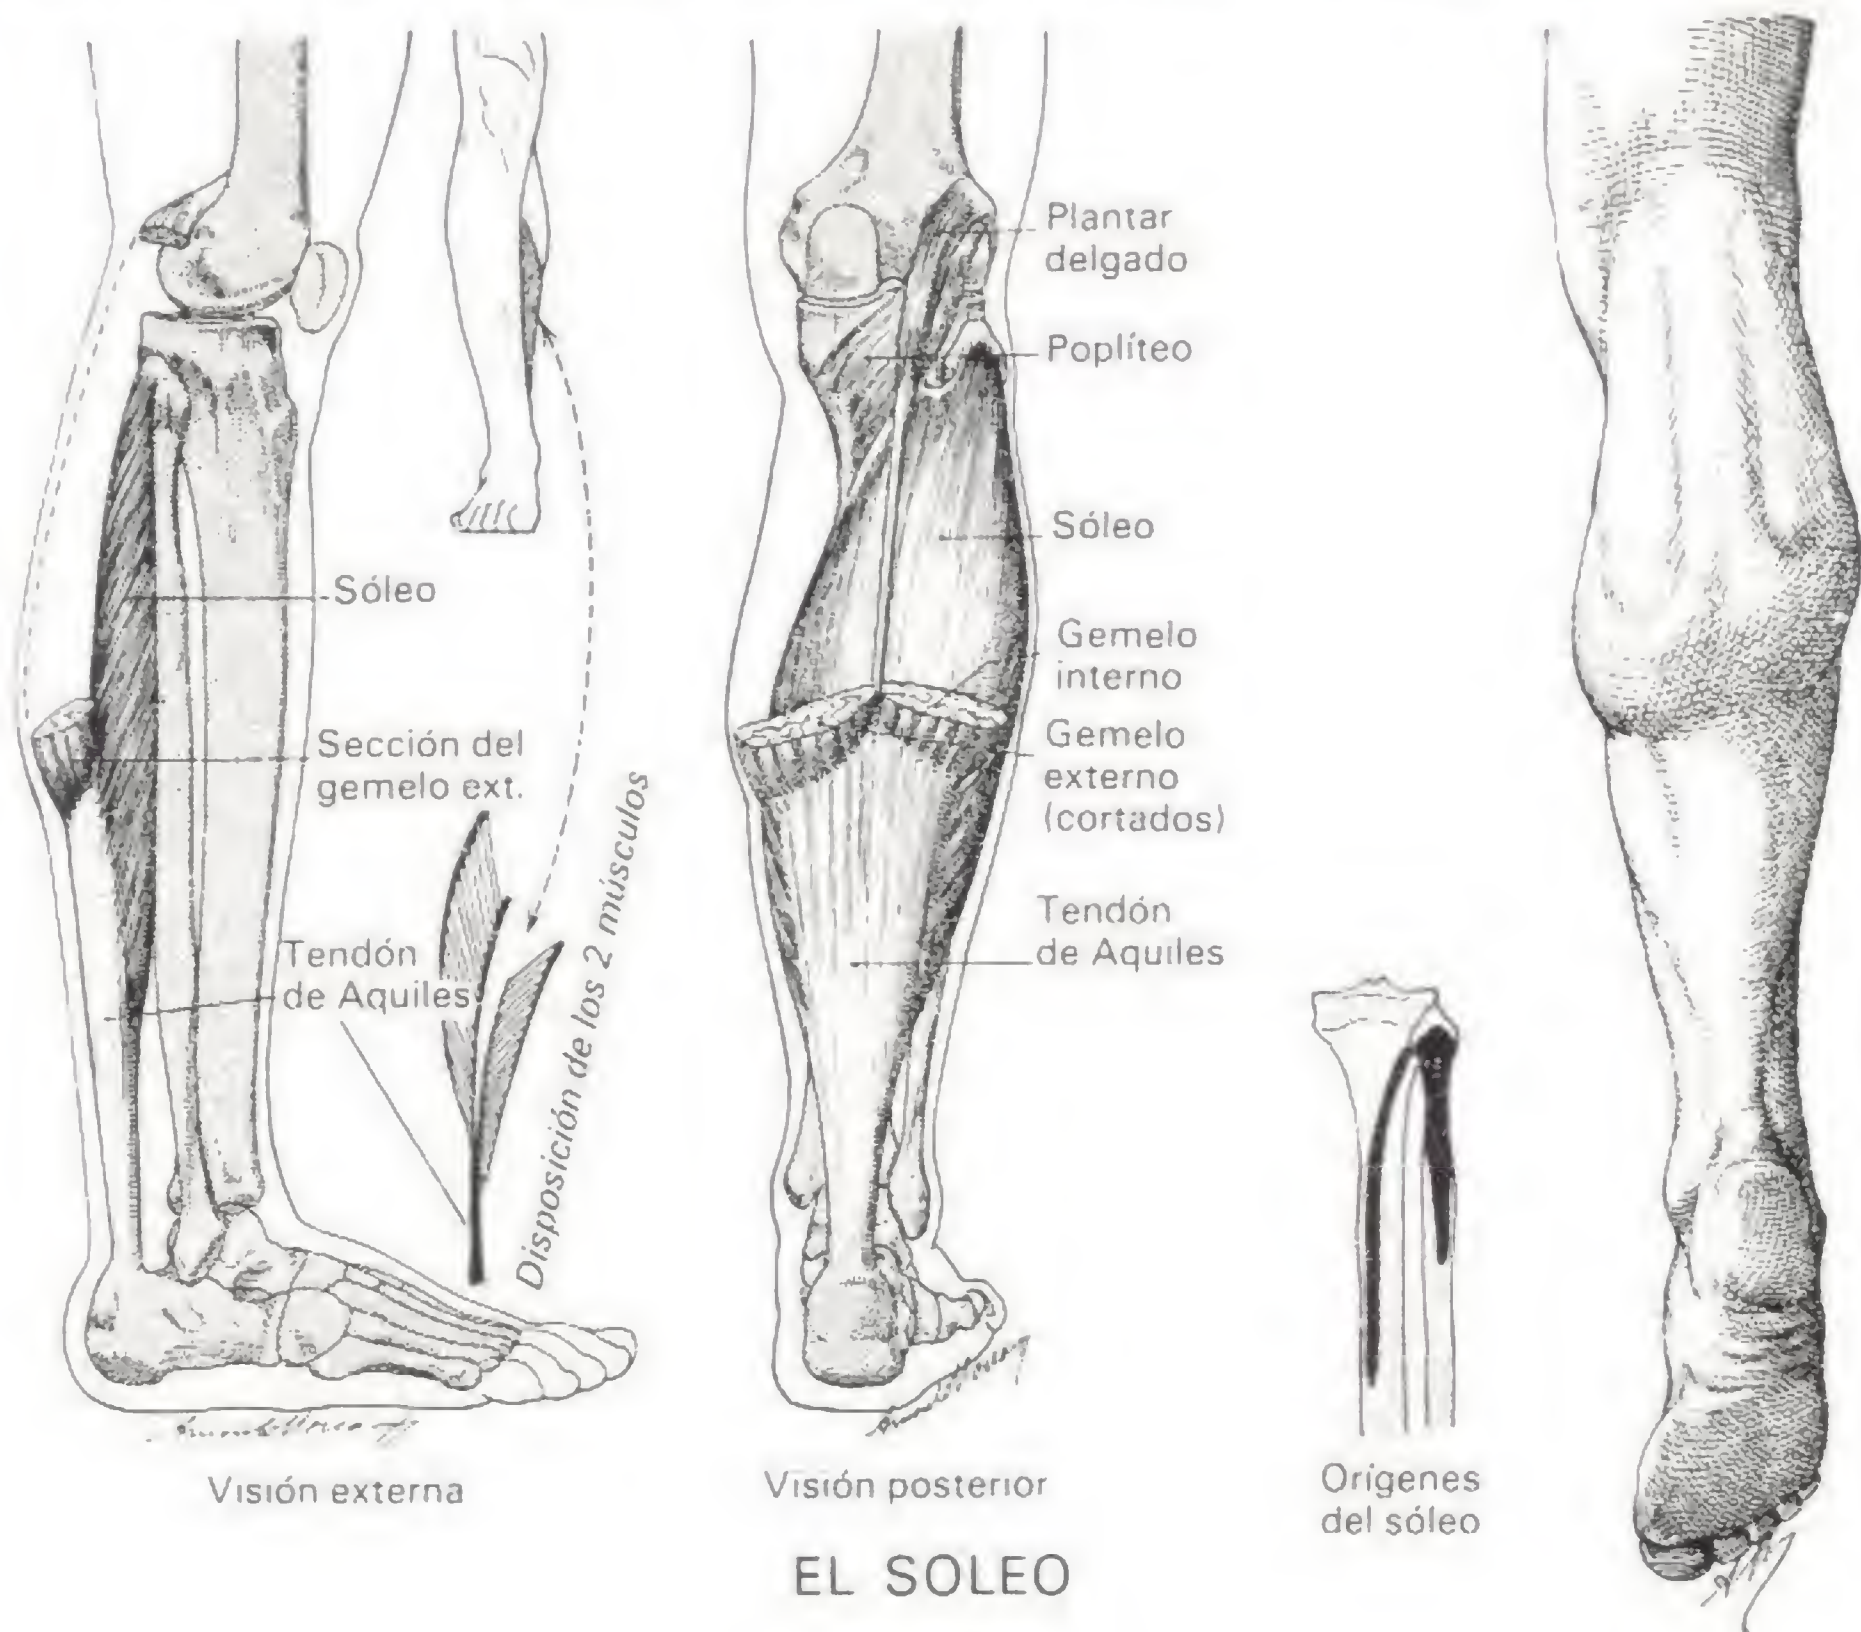 Plantar
delgado
Poplíteo
Sóleo
Gemelo
interno
Gemelo
externo
(cortados)
Tendón
de Aquiles
Sóleo
Sección del
gemelo ext.
Tendón
de Aquiles
Disposición de los 2 músculos
Visión externa
Visión posterior
Orígenes
del sóleo
EL SOLEO